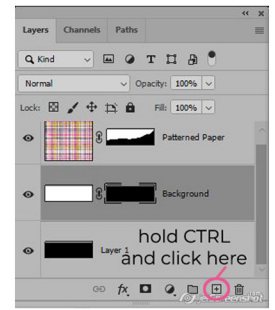 Layers Channels Paths
Kind
Normal Opacity: 100%
Lock: Fill: 100%
Patterned Paper
Background
Layer 1
hold CTRL
and click here
fx